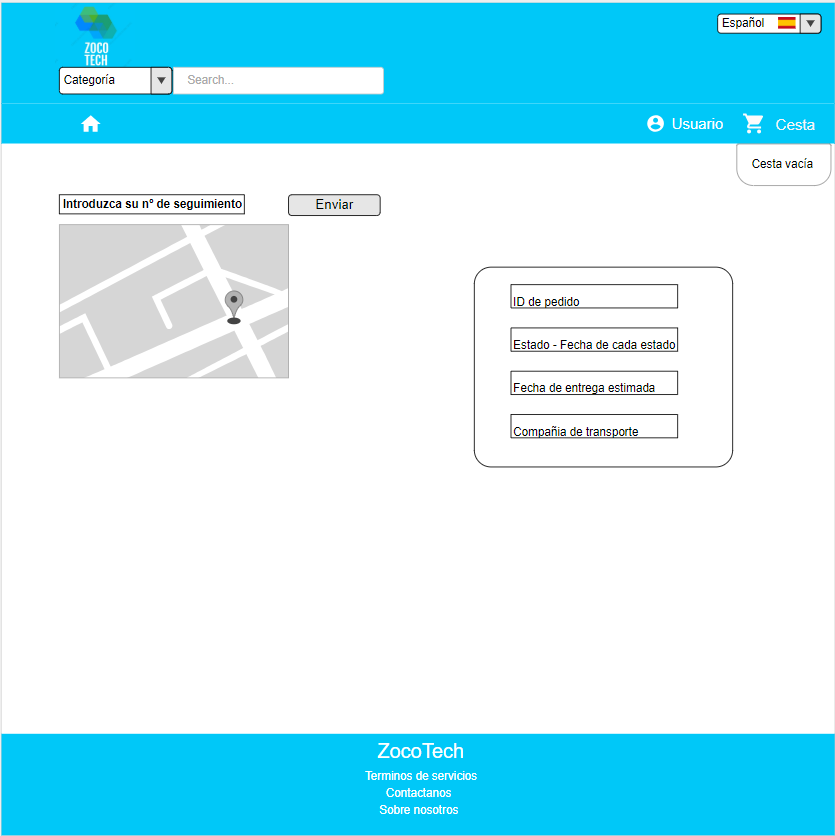 ZOCO
TECH
Español
Categoría
Search...
Usuario
Cesta
Cesta vacía
Introduzca su nº de seguimiento
Enviar
ID de pedido
Estado - Fecha de cada estado
Fecha de entrega estimada
Compañia de transporte
ZocoTech
Terminos de servicios
Contactanos
Sobre nosotros